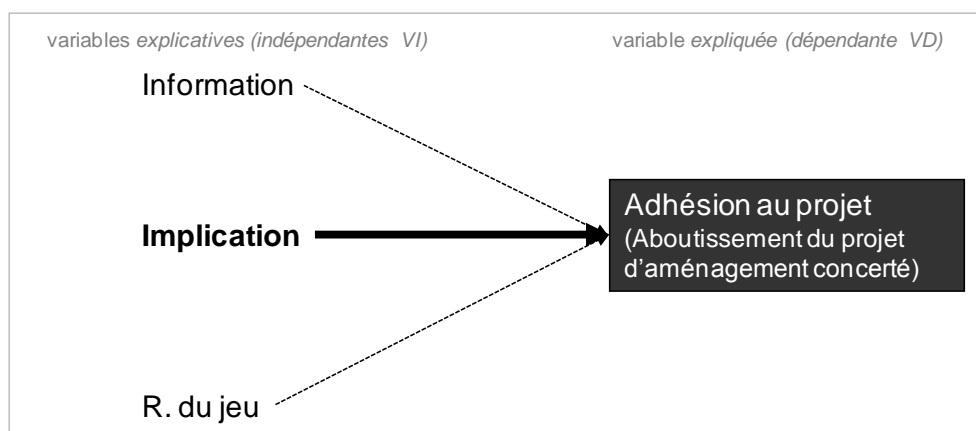 variables explicatives (indépendantes VI)
variable expliquée (dépendante VD)
Information
Implication
Adhésion au projet
(Aboutissement du projet
d'aménagement concerté)
R. du jeu